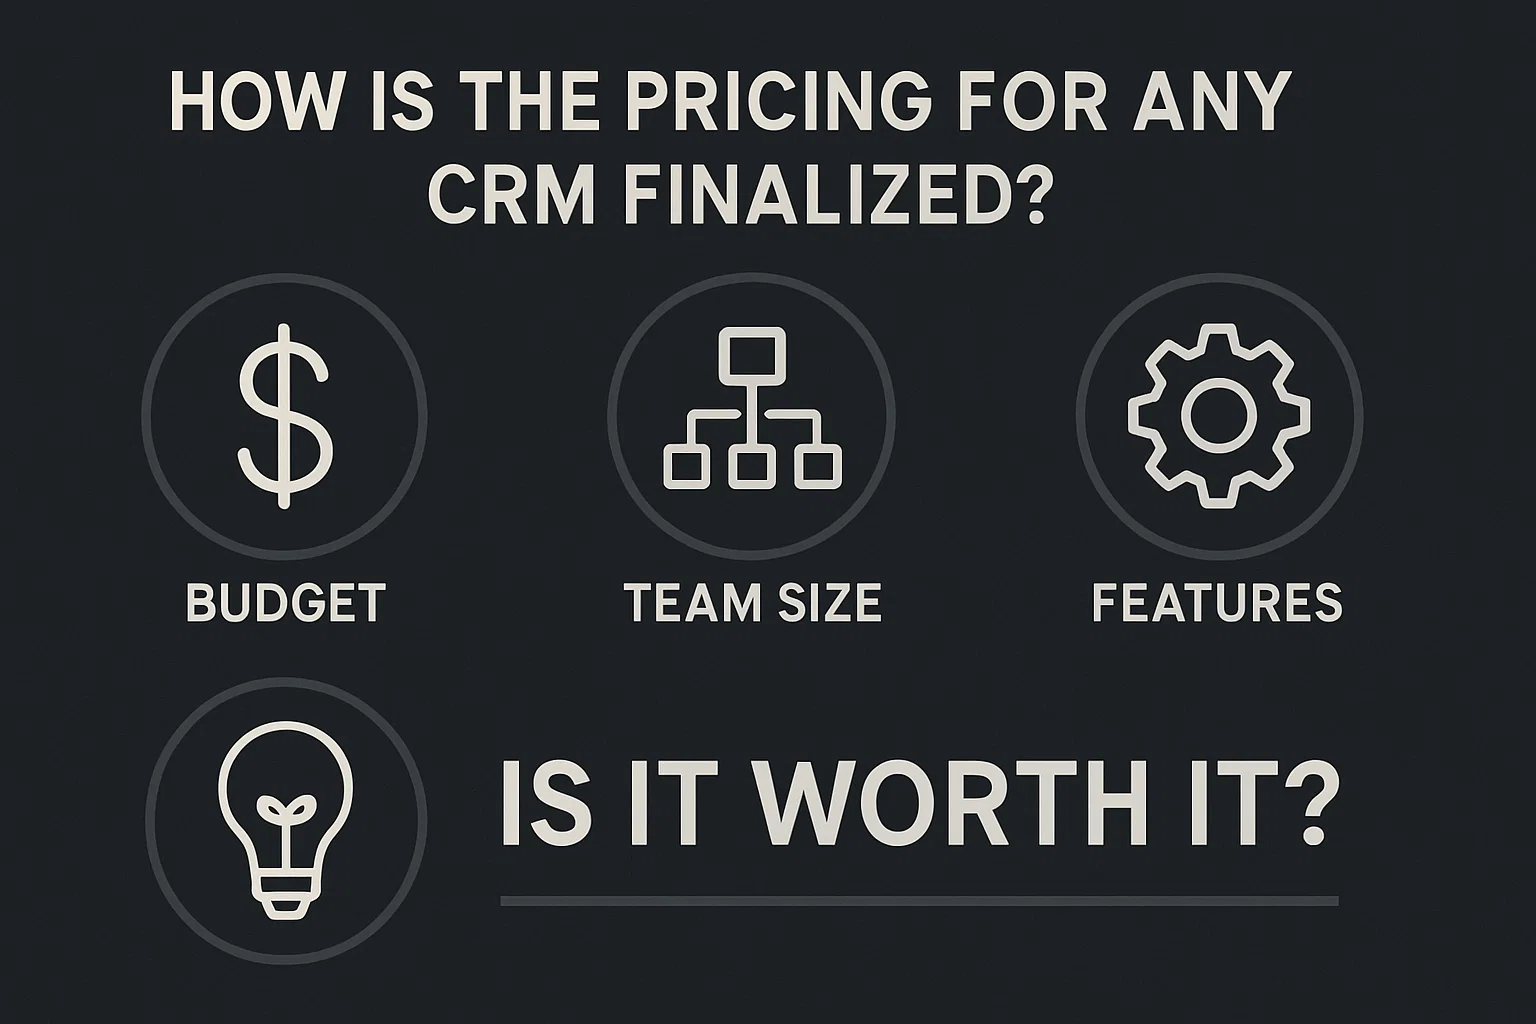 HOW IS THE PRICING FOR ANY
CRM FINALIZED?
BUDGET
TEAM SIZE
FEATURES
IS IT WORTH IT?